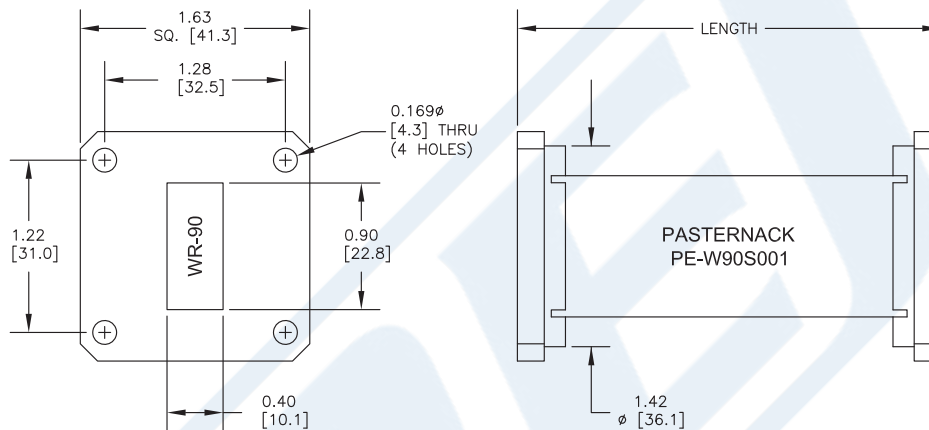 1.63
SQ. [41.3]
1.28
[32.5]
0.169ø
[4.3] THRU
(4 HOLES)
1.22
[31.0]
WR-90
0.90
[22.8]
0.40
[10.1]
LENGTH
PASTERNACK
PE-W90S001
1.42
ø [36.1]